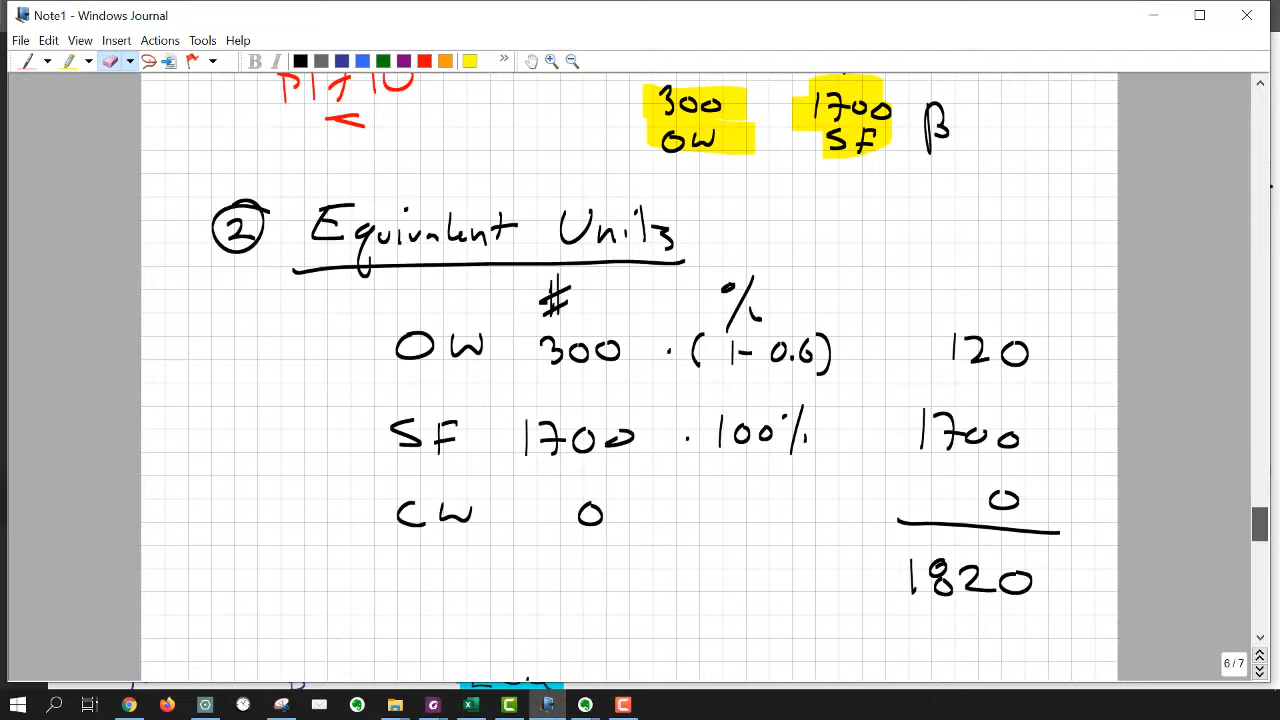 Note1 - Windows Journal
File Edit View Insert Actions Tools Help
B I
300 1700 β
OW SF
② Equivalent Units
# %
OW 300 · (1-0.6) 120
SF 1700 · 100% 1700
CW 0 0
1820
6 / 7